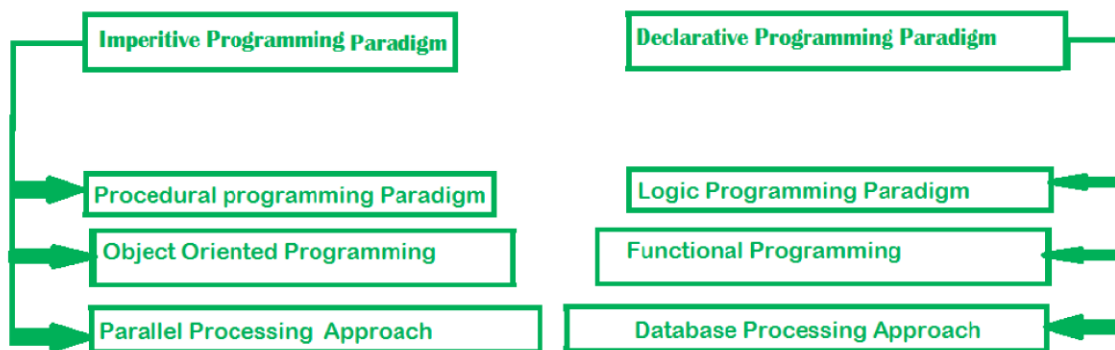 Imperitive Programming Paradigm
Procedural programming Paradigm
Object Oriented Programming
Parallel Processing Approach
Declarative Programming Paradigm
Logic Programming Paradigm
Functional Programming
Database Processing Approach